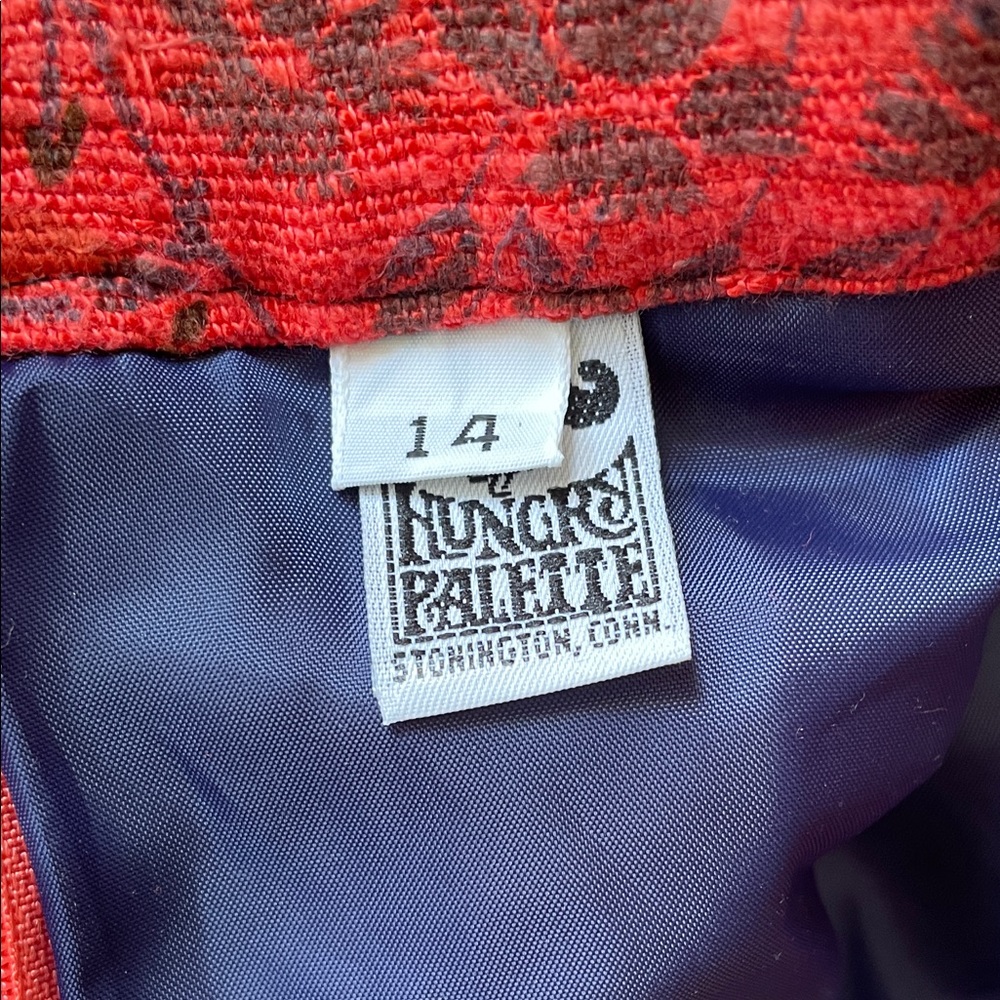 14
HUNGRY
PALETTE
STONINGTON, CONN.